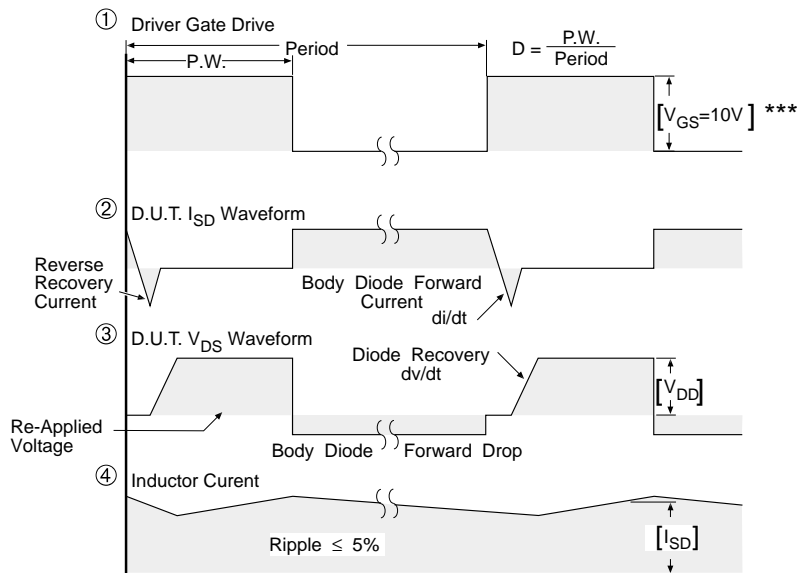 ① Driver Gate Drive
P.W.
Period
D = P.W.
Period
[VGS=10V] ***
② D.U.T. ISD Waveform
Reverse
Recovery
Current
Body Diode Forward
Current
di/dt
③ D.U.T. VDS Waveform
Diode Recovery
dv/dt
[VDD]
Re-Applied
Voltage
Body Diode Forward Drop
④ Inductor Curent
Ripple ≤ 5%
[ISD]